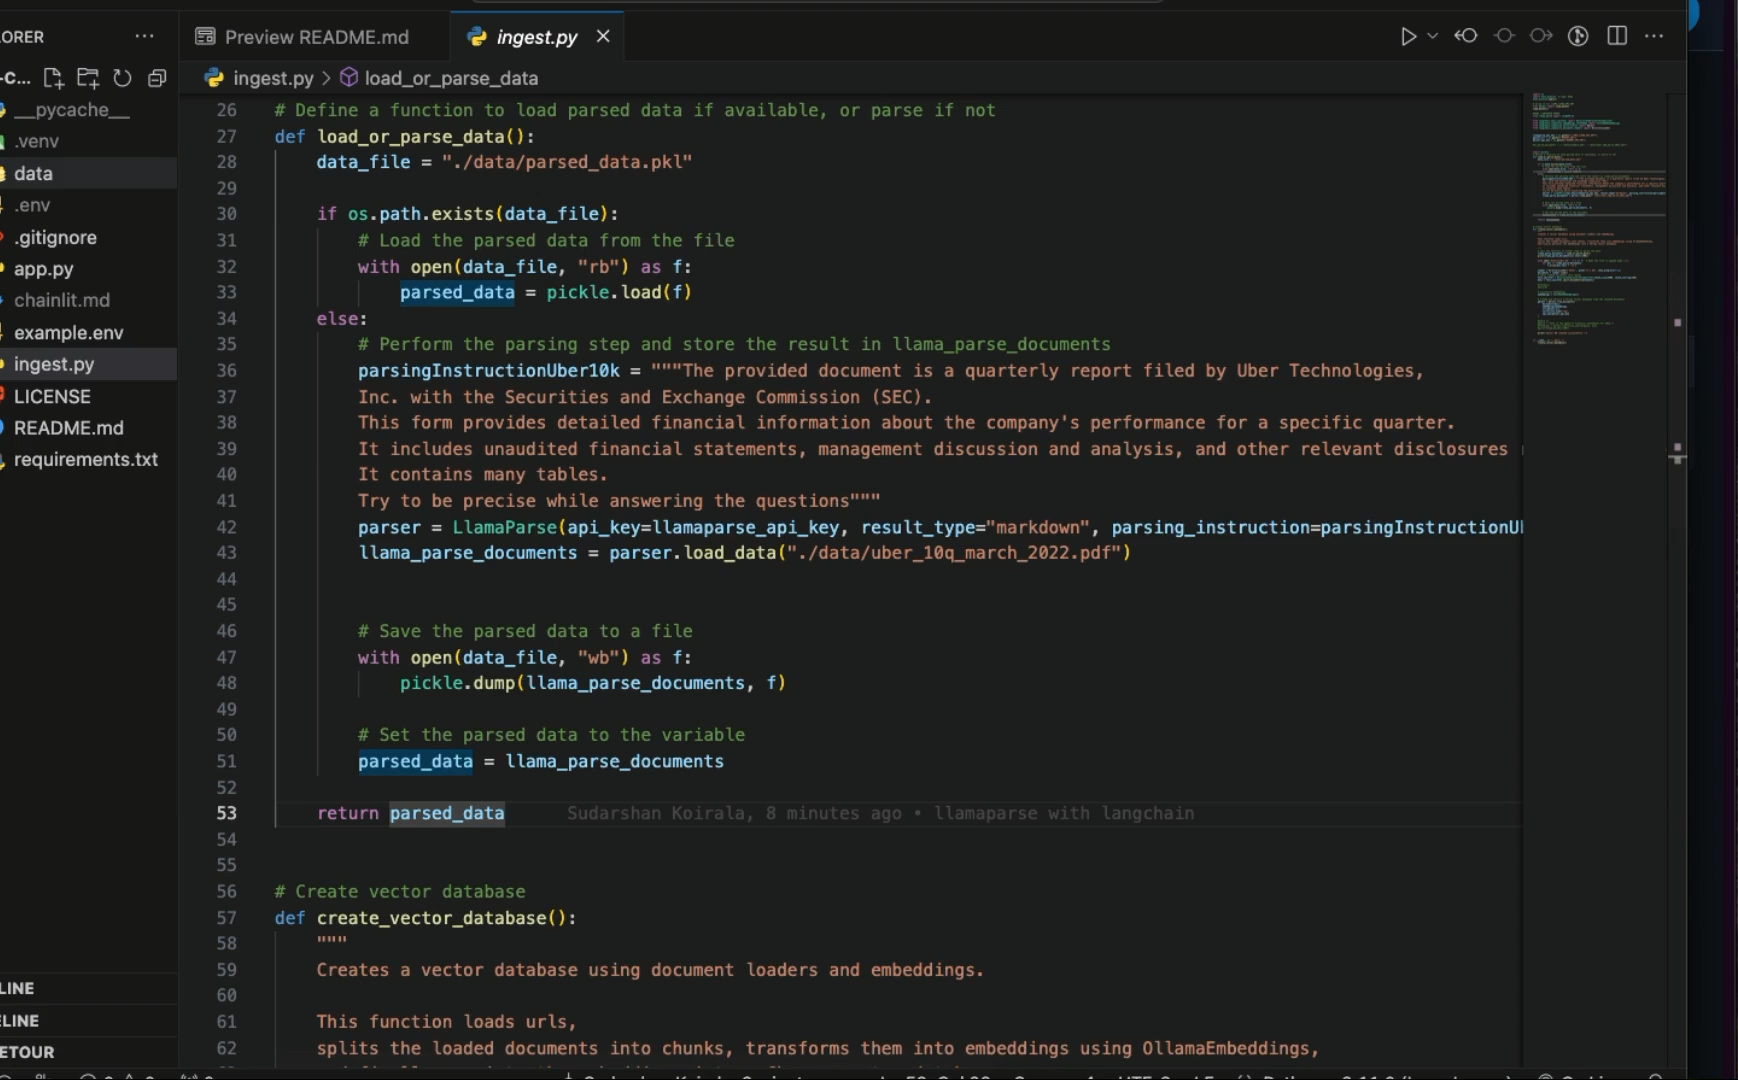 ORER
Preview README.md
ingest.py
-C...
ingest.py > load_or_parse_data
__pycache__
.venv
data
.env
.gitignore
app.py
chainlit.md
example.env
ingest.py
LICENSE
README.md
requirements.txt
LINE
ELINE
ETOUR
26 # Define a function to load parsed data if available, or parse if not
27 def load_or_parse_data():
28 data_file = "./data/parsed_data.pkl"
29
30 if os.path.exists(data_file):
31 # Load the parsed data from the file
32 with open(data_file, "rb") as f:
33 parsed_data = pickle.load(f)
34 else:
35 # Perform the parsing step and store the result in llama_parse_documents
36 parsingInstructionUber10k = """The provided document is a quarterly report filed by Uber Technologies,
37 Inc. with the Securities and Exchange Commission (SEC).
38 This form provides detailed financial information about the company's performance for a specific quarter.
39 It includes unaudited financial statements, management discussion and analysis, and other relevant disclosures
40 It contains many tables.
41 Try to be precise while answering the questions"""
42 parser = LlamaParse(api_key=llamaparse_api_key, result_type="markdown", parsing_instruction=parsingInstructionU
43 llama_parse_documents = parser.load_data("./data/uber_10q_march_2022.pdf")
44
45
46 # Save the parsed data to a file
47 with open(data_file, "wb") as f:
48 pickle.dump(llama_parse_documents, f)
49
50 # Set the parsed data to the variable
51 parsed_data = llama_parse_documents
52
53 return parsed_data Sudarshan Koirala, 8 minutes ago • llamaparse with langchain
54
55
56 # Create vector database
57 def create_vector_database():
58 """
59 Creates a vector database using document loaders and embeddings.
60
61 This function loads urls,
62 splits the loaded documents into chunks, transforms them into embeddings using OllamaEmbeddings,